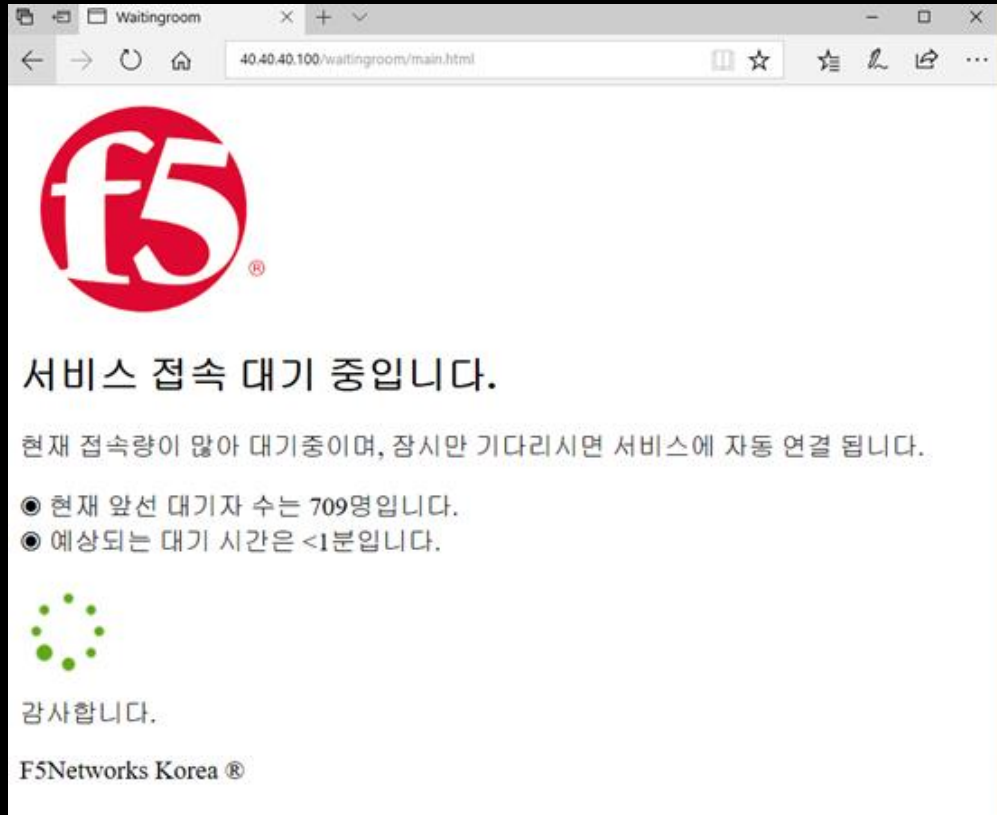 Waitingroom
40.40.40.100/waitingroom/main.html
f5
®
서비스 접속 대기 중입니다.
현재 접속량이 많아 대기중이며, 잠시만 기다리시면 서비스에 자동 연결 됩니다.
◉ 현재 앞선 대기자 수는 709명입니다.
◉ 예상되는 대기 시간은 <1분입니다.
감사합니다.
F5Networks Korea ®